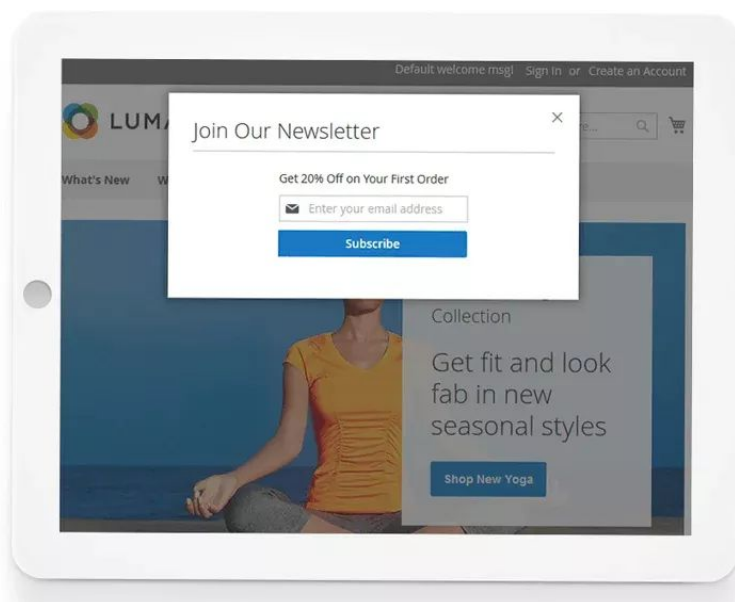 Default welcome msg! Sign In or Create an Account
LUMA
Join Our Newsletter
What's New
Get 20% Off on Your First Order
Enter your email address
Subscribe
Collection
Get fit and look
fab in new
seasonal styles
Shop New Yoga